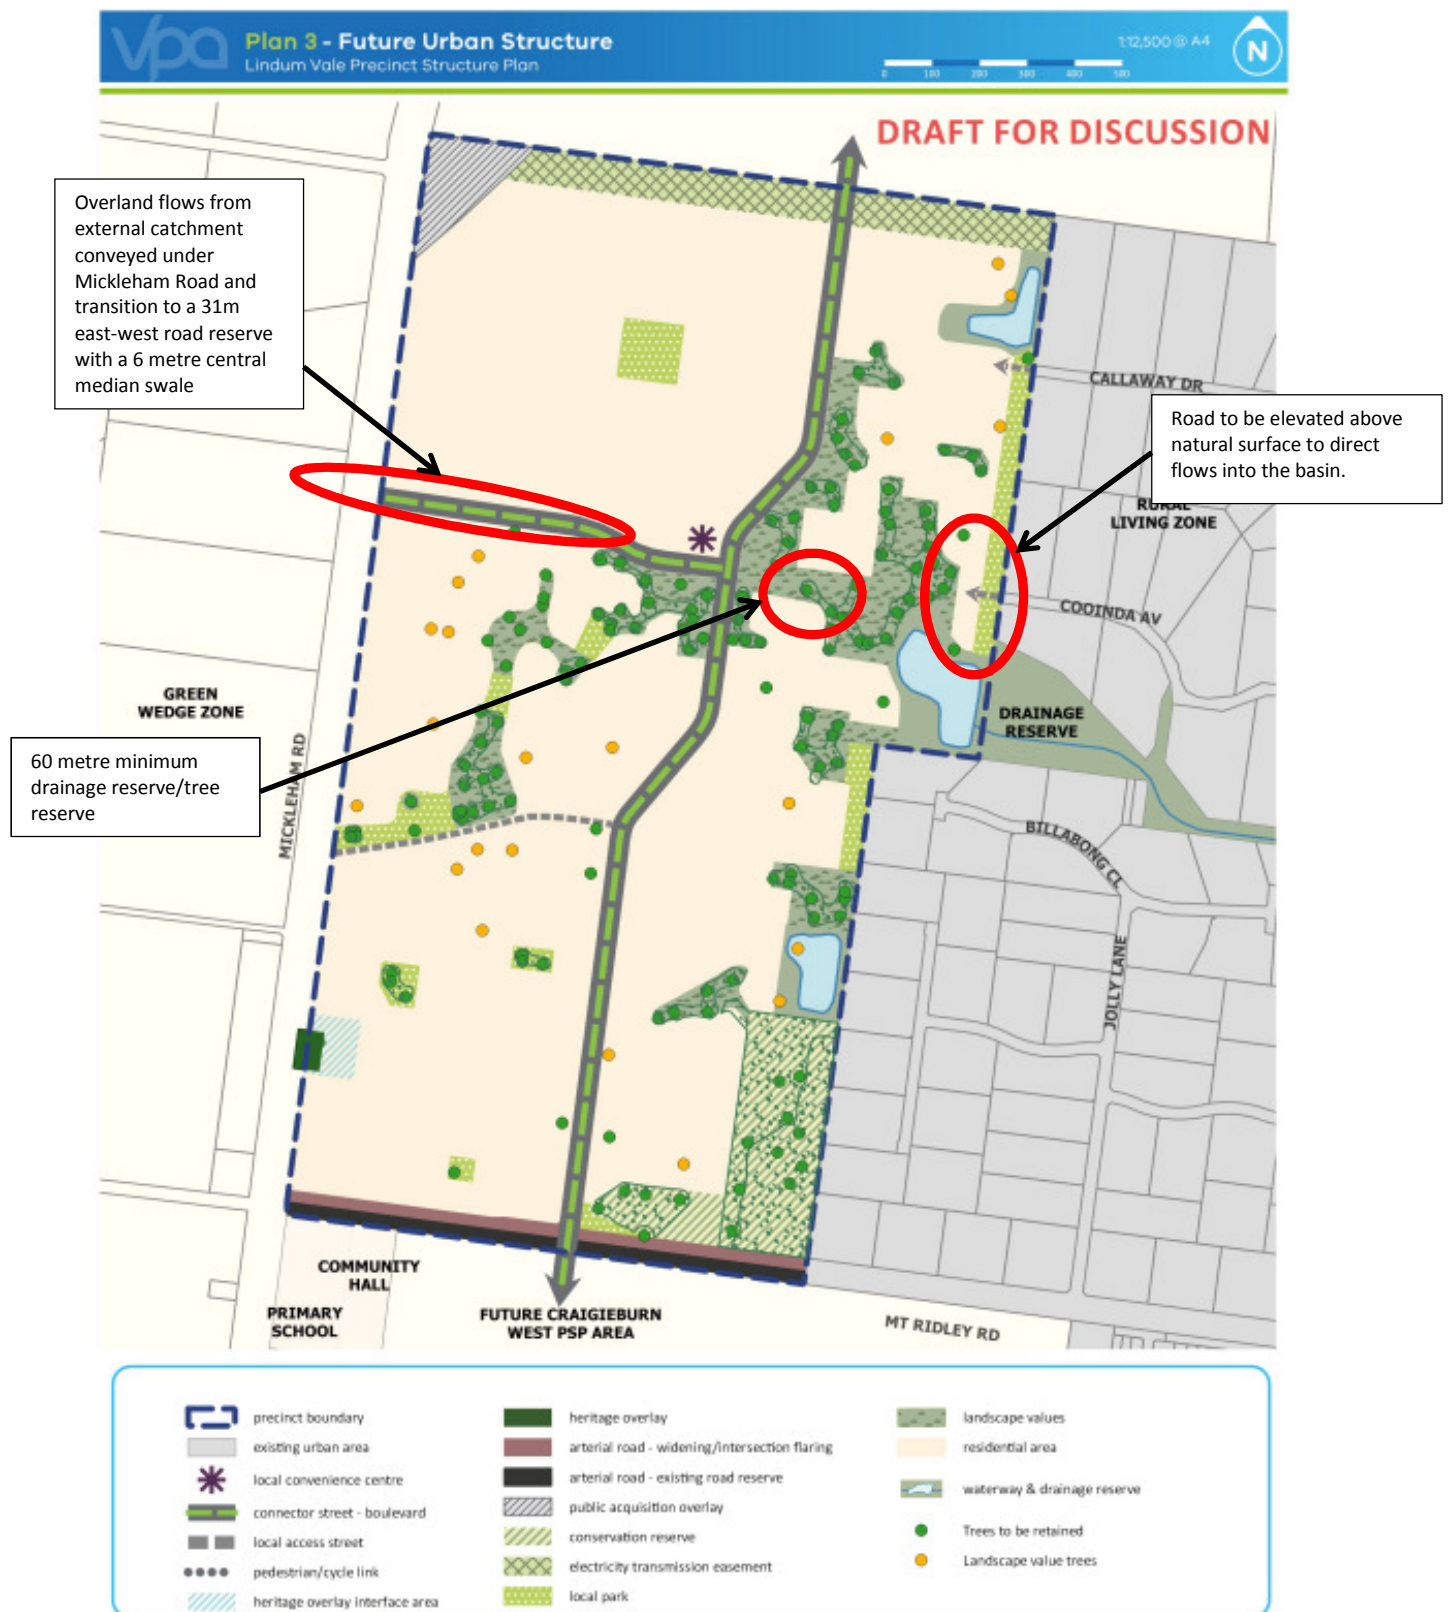 vpa
Plan 3 - Future Urban Structure
Lindum Vale Precinct Structure Plan
1:12,500 @ A4
0 100 200 300 400 500
N
DRAFT FOR DISCUSSION
Overland flows from
external catchment
conveyed under
Mickleham Road and
transition to a 31m
east-west road reserve
with a 6 metre central
median swale
CALLAWAY DR
Road to be elevated above
natural surface to direct
flows into the basin.
RURAL
LIVING ZONE
COOINDA AV
GREEN
WEDGE ZONE
DRAINAGE
RESERVE
60 metre minimum
drainage reserve/tree
reserve
MICKLEHAM RD
BILLABONG CL
JOLLY LANE
COMMUNITY
HALL
PRIMARY
SCHOOL
FUTURE CRAIGIEBURN
WEST PSP AREA
MT RIDLEY RD
precinct boundary
existing urban area
local convenience centre
connector street - boulevard
local access street
pedestrian/cycle link
heritage overlay interface area
heritage overlay
arterial road - widening/intersection flaring
arterial road - existing road reserve
public acquisition overlay
conservation reserve
electricity transmission easement
local park
landscape values
residential area
waterway & drainage reserve
Trees to be retained
Landscape value trees